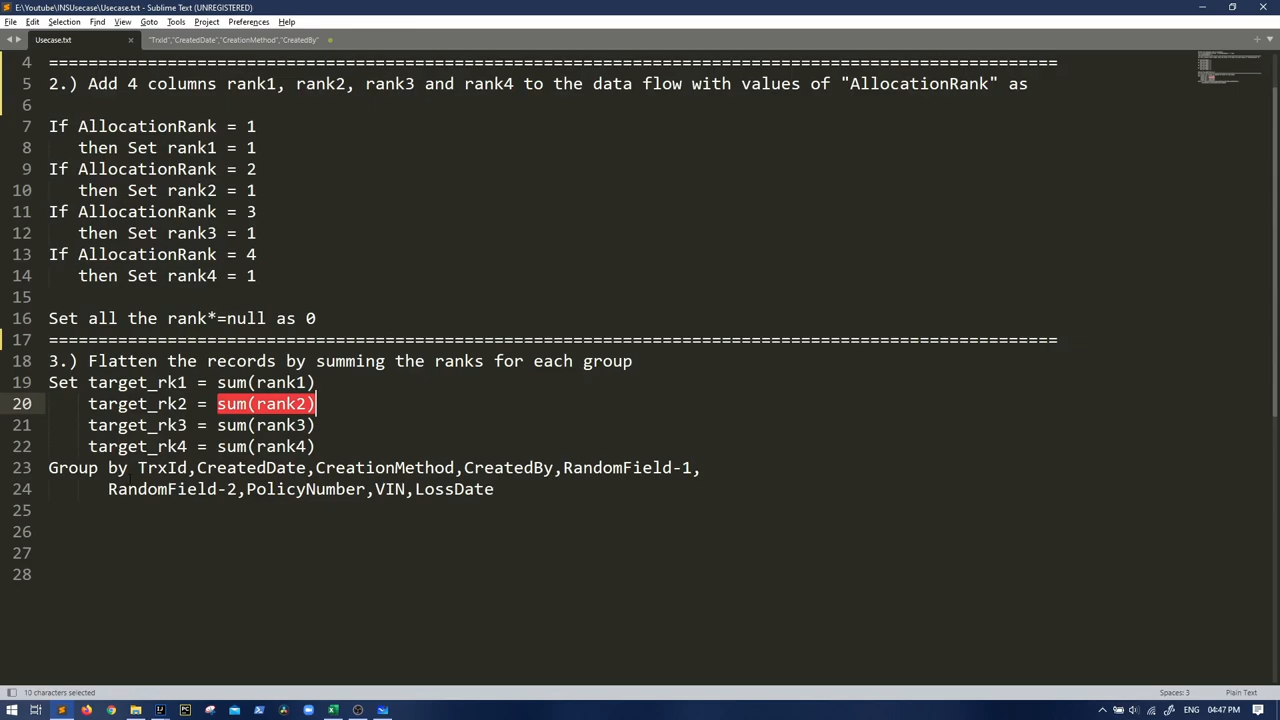 E:\Youtube\INSUsecase\Usecase.txt - Sublime Text (UNREGISTERED)
File Edit Selection Find View Goto Tools Project Preferences Help
Usecase.txt
"TrxId","CreatedDate","CreationMethod","CreatedBy"
4 ======================================================================================================
5 2.) Add 4 columns rank1, rank2, rank3 and rank4 to the data flow with values of "AllocationRank" as
6
7 If AllocationRank = 1
8 then Set rank1 = 1
9 If AllocationRank = 2
10 then Set rank2 = 1
11 If AllocationRank = 3
12 then Set rank3 = 1
13 If AllocationRank = 4
14 then Set rank4 = 1
15
16 Set all the rank*=null as 0
17 ======================================================================================================
18 3.) Flatten the records by summing the ranks for each group
19 Set target_rk1 = sum(rank1)
20 target_rk2 = sum(rank2)
21 target_rk3 = sum(rank3)
22 target_rk4 = sum(rank4)
23 Group by TrxId,CreatedDate,CreationMethod,CreatedBy,RandomField-1,
24 RandomField-2,PolicyNumber,VIN,LossDate
25
26
27
28
10 characters selected
Spaces: 3
Plain Text
ENG 04:47 PM